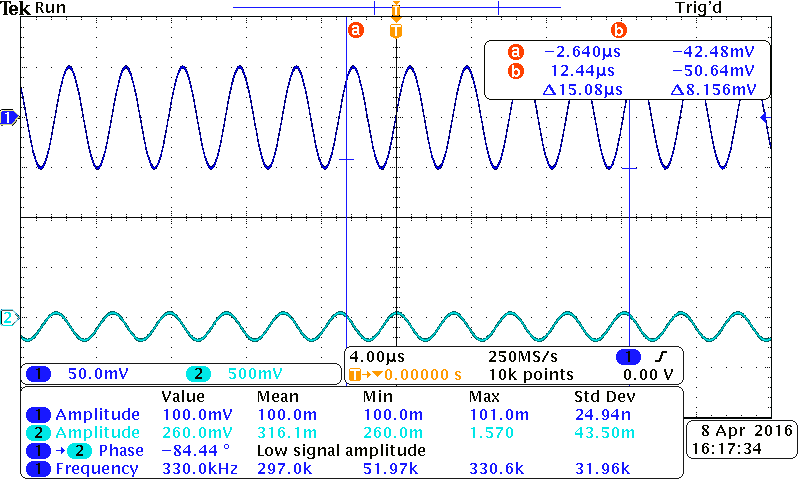 Tek Run Trig'd
a b
T
T
a −2.640µs −42.48mV
b 12.44µs −50.64mV
Δ15.08µs Δ8.156mV
1
2
1 50.0mV 2 500mV
4.00µs 250MS/s 1
T→▼0.00000 s 10k points 0.00 V
Value Mean Min Max Std Dev
1 Amplitude 100.0mV 100.0m 100.0m 101.0m 24.94n
2 Amplitude 260.0mV 316.1m 260.0m 1.570 43.50m
1 → 2 Phase −84.44 ° Low signal amplitude
1 Frequency 330.0kHz 297.0k 51.97k 330.6k 31.96k
8 Apr 2016
16:17:34